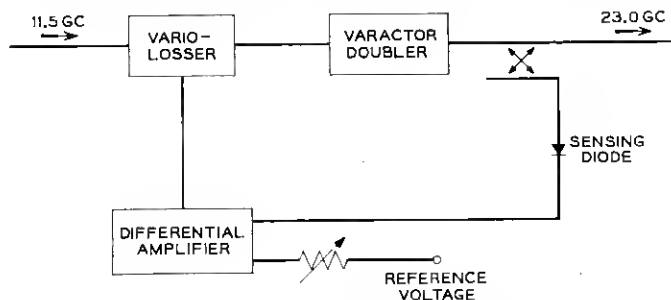 11.5 GC
VARIO-
LOSSER
VARACTOR
DOUBLER
23.0 GC
SENSING
DIODE
DIFFERENTIAL
AMPLIFIER
REFERENCE
VOLTAGE